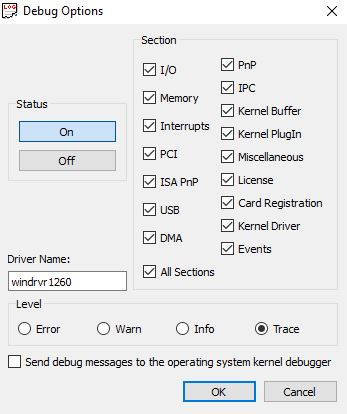 LOG
Debug Options
Section
I/O
Memory
Interrupts
PCI
ISA PnP
USB
DMA
All Sections
PnP
IPC
Kernel Buffer
Kernel PlugIn
Miscellaneous
License
Card Registration
Kernel Driver
Events
Status
On
Off
Driver Name:
windrvr1260
Level
Error
Warn
Info
Trace
Send debug messages to the operating system kernel debugger
OK
Cancel